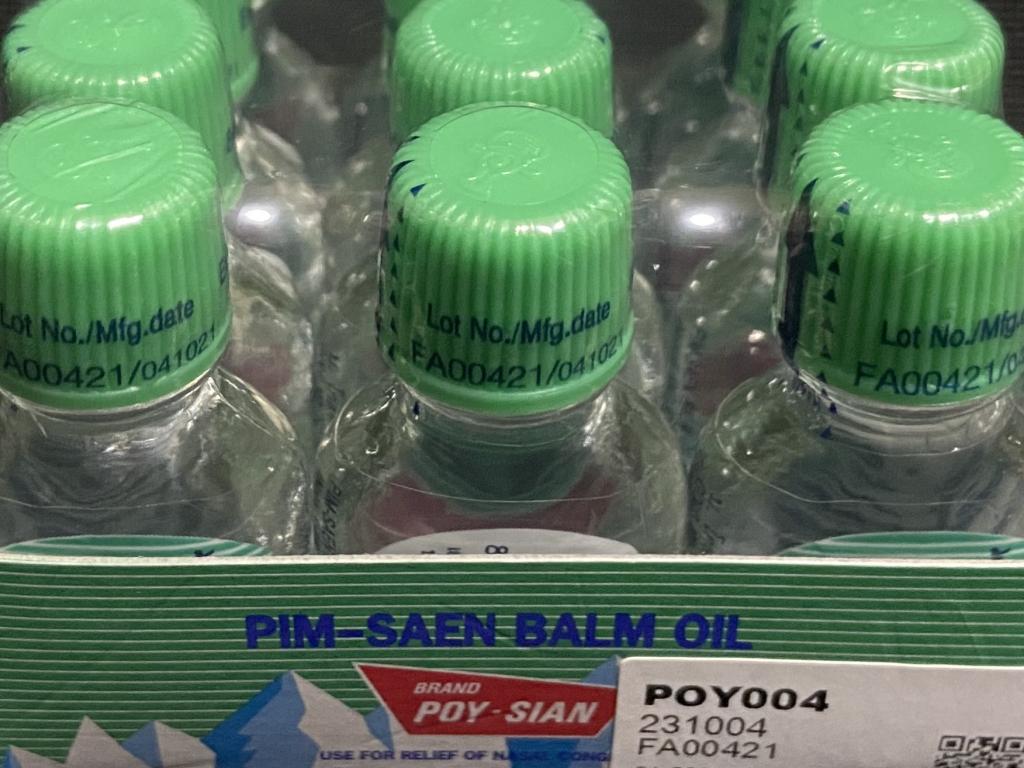 Lot No./Mfg.date
FA00421/041021
Lot No./Mfg.date
FA00421/041021
Lot No./Mfg.
FA00421/
PIM-SAEN BALM OIL
BRAND
POY-SIAN
USE FOR RELIEF OF NASAL CONG
POY004
231004
FA00421